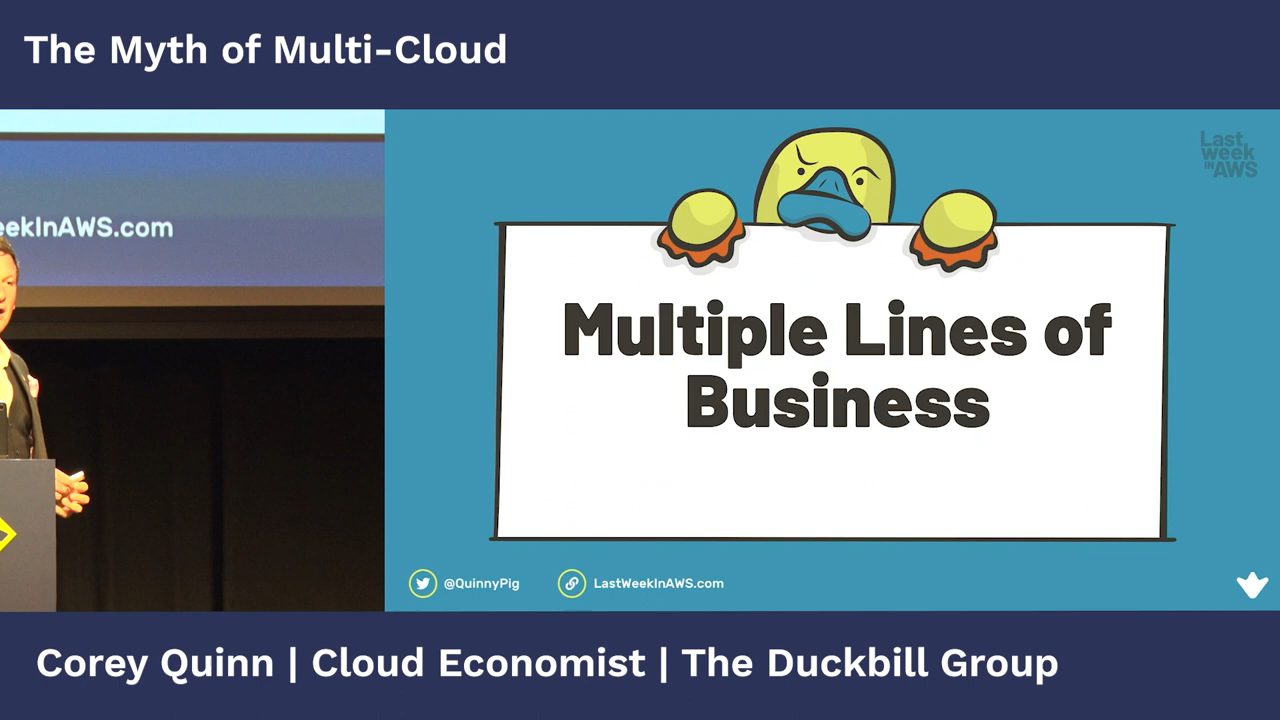 The Myth of Multi-Cloud
eekInAWS.com
Last
week
IN AWS
Multiple Lines of
Business
@QuinnyPig
LastWeekInAWS.com
Corey Quinn | Cloud Economist | The Duckbill Group